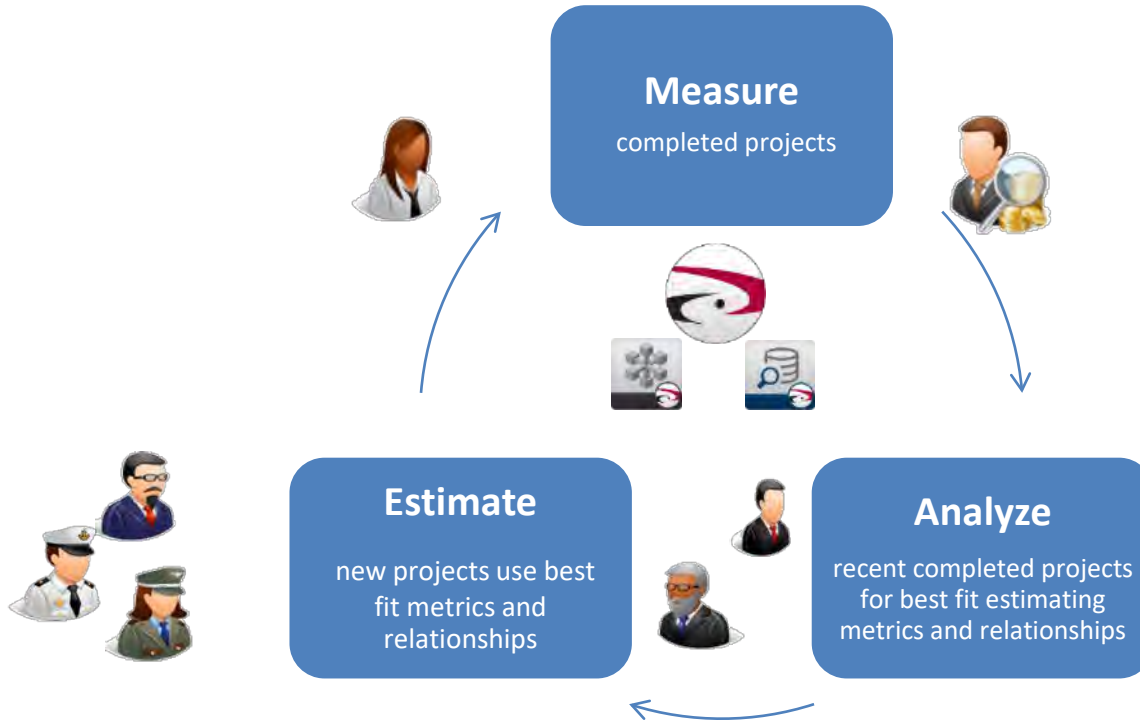 Measure
completed projects
Estimate
new projects use best
fit metrics and
relationships
Analyze
recent completed projects
for best fit estimating
metrics and relationships